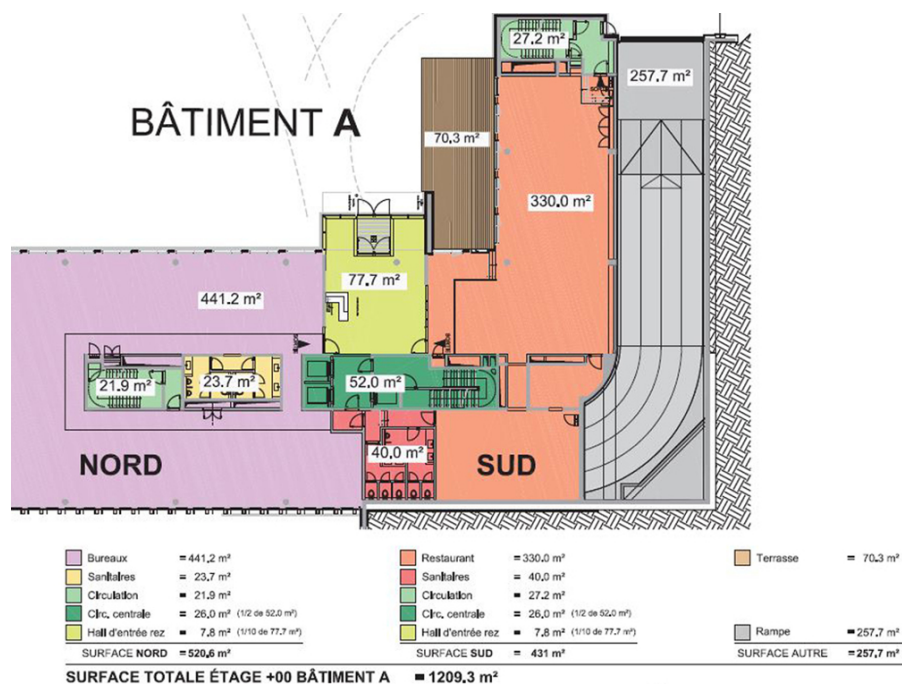 27.2 m²
257.7 m²
BÂTIMENT A
70.3 m²
330.0 m²
77.7 m²
441.2 m²
21.9 m²
23.7 m²
52.0 m²
40.0 m²
NORD
SUD
Bureaux = 441.2 m²
Sanitaires = 23.7 m²
Circulation = 21.9 m²
Circ. centrale = 26.0 m² (1/2 de 52.0 m²)
Hall d'entrée rez = 7.8 m² (1/10 de 77.7 m²)
SURFACE NORD = 520.6 m²
Restaurant = 330.0 m²
Sanitaires = 40.0 m²
Circulation = 27.2 m²
Circ. centrale = 26.0 m² (1/2 de 52.0 m²)
Hall d'entrée rez = 7.8 m² (1/10 de 77.7 m²)
SURFACE SUD = 431 m²
Terrasse = 70.3 m²
Rampe = 257.7 m²
SURFACE AUTRE = 257.7 m²
SURFACE TOTALE ÉTAGE +00 BÂTIMENT A = 1209.3 m²